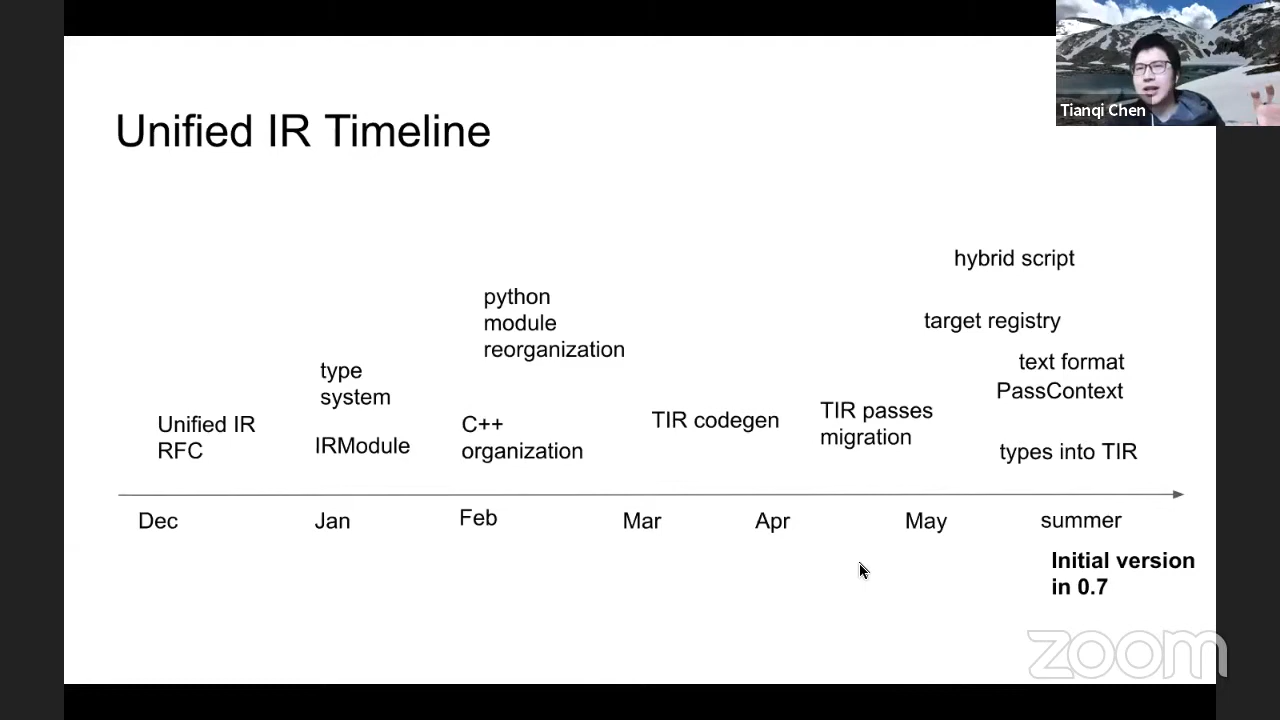 Tianqi Chen
Unified IR Timeline
hybrid script
python
module
reorganization
target registry
type
system
text format
PassContext
Unified IR
RFC
IRModule
C++
organization
TIR codegen
TIR passes
migration
types into TIR
Dec
Jan
Feb
Mar
Apr
May
summer
Initial version
in 0.7
zoom